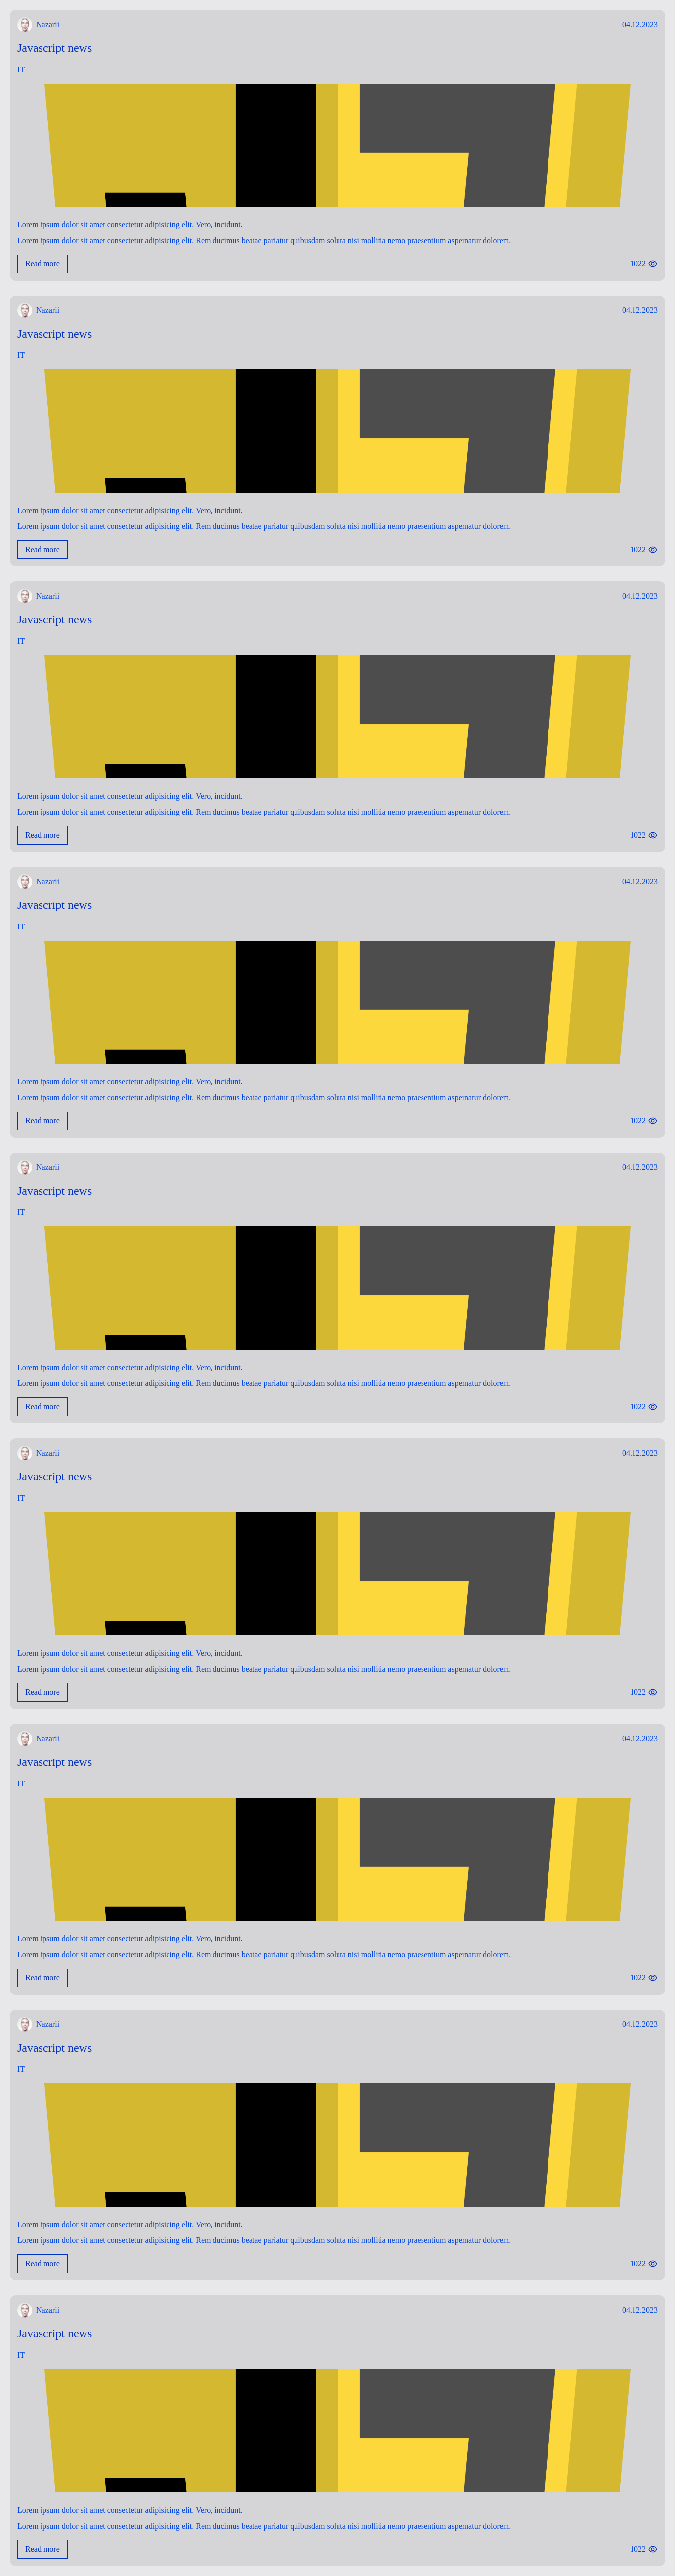 Nazarii 04.12.2023
Javascript news
IT
Lorem ipsum dolor sit amet consectetur adipisicing elit. Vero, incidunt.
Lorem ipsum dolor sit amet consectetur adipisicing elit. Rem ducimus beatae pariatur quibusdam soluta nisi mollitia nemo praesentium aspernatur dolorem.
Read more 1022
Nazarii 04.12.2023
Javascript news
IT
Lorem ipsum dolor sit amet consectetur adipisicing elit. Vero, incidunt.
Lorem ipsum dolor sit amet consectetur adipisicing elit. Rem ducimus beatae pariatur quibusdam soluta nisi mollitia nemo praesentium aspernatur dolorem.
Read more 1022
Nazarii 04.12.2023
Javascript news
IT
Lorem ipsum dolor sit amet consectetur adipisicing elit. Vero, incidunt.
Lorem ipsum dolor sit amet consectetur adipisicing elit. Rem ducimus beatae pariatur quibusdam soluta nisi mollitia nemo praesentium aspernatur dolorem.
Read more 1022
Nazarii 04.12.2023
Javascript news
IT
Lorem ipsum dolor sit amet consectetur adipisicing elit. Vero, incidunt.
Lorem ipsum dolor sit amet consectetur adipisicing elit. Rem ducimus beatae pariatur quibusdam soluta nisi mollitia nemo praesentium aspernatur dolorem.
Read more 1022
Nazarii 04.12.2023
Javascript news
IT
Lorem ipsum dolor sit amet consectetur adipisicing elit. Vero, incidunt.
Lorem ipsum dolor sit amet consectetur adipisicing elit. Rem ducimus beatae pariatur quibusdam soluta nisi mollitia nemo praesentium aspernatur dolorem.
Read more 1022
Nazarii 04.12.2023
Javascript news
IT
Lorem ipsum dolor sit amet consectetur adipisicing elit. Vero, incidunt.
Lorem ipsum dolor sit amet consectetur adipisicing elit. Rem ducimus beatae pariatur quibusdam soluta nisi mollitia nemo praesentium aspernatur dolorem.
Read more 1022
Nazarii 04.12.2023
Javascript news
IT
Lorem ipsum dolor sit amet consectetur adipisicing elit. Vero, incidunt.
Lorem ipsum dolor sit amet consectetur adipisicing elit. Rem ducimus beatae pariatur quibusdam soluta nisi mollitia nemo praesentium aspernatur dolorem.
Read more 1022
Nazarii 04.12.2023
Javascript news
IT
Lorem ipsum dolor sit amet consectetur adipisicing elit. Vero, incidunt.
Lorem ipsum dolor sit amet consectetur adipisicing elit. Rem ducimus beatae pariatur quibusdam soluta nisi mollitia nemo praesentium aspernatur dolorem.
Read more 1022
Nazarii 04.12.2023
Javascript news
IT
Lorem ipsum dolor sit amet consectetur adipisicing elit. Vero, incidunt.
Lorem ipsum dolor sit amet consectetur adipisicing elit. Rem ducimus beatae pariatur quibusdam soluta nisi mollitia nemo praesentium aspernatur dolorem.
Read more 1022